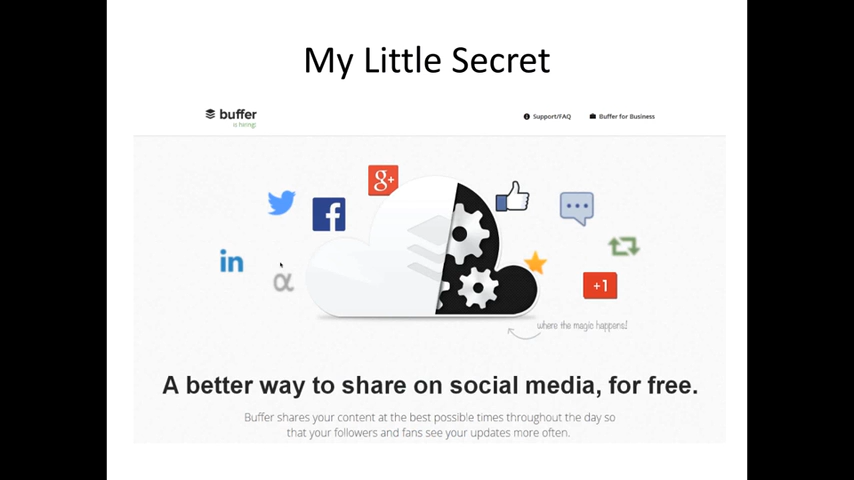 My Little Secret
buffer
is hiring!
Support/FAQ
Buffer for Business
g+
f
in
α
+1
where the magic happens!
A better way to share on social media, for free.
Buffer shares your content at the best possible times throughout the day so
that your followers and fans see your updates more often.